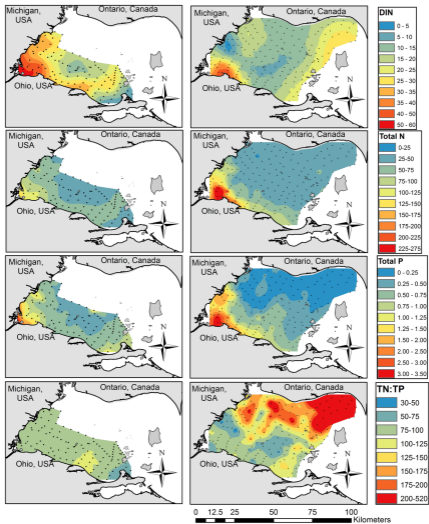 Michigan, USA
Ontario, Canada
Ohio, USA
N
Michigan, USA
Ontario, Canada
Ohio, USA
N
DIN
0 - 5
5 - 10
10 - 15
15 - 20
20 - 25
25 - 30
30 - 35
35 - 40
40 - 50
50 - 60
Michigan, USA
Ontario, Canada
Ohio, USA
N
Michigan, USA
Ontario, Canada
Ohio, USA
N
Total N
0-25
25-50
50-75
75-100
100-125
125-150
150-175
175-200
200-225
225-275
Michigan, USA
Ontario, Canada
Ohio, USA
N
Michigan, USA
Ontario, Canada
Ohio, USA
N
Total P
0 - 0.25
0.25 - 0.50
0.50 - 0.75
0.75 - 1.00
1.00 - 1.25
1.25 - 1.50
1.50 - 2.00
2.00 - 2.50
2.50 - 3.00
3.00 - 3.50
Michigan, USA
Ontario, Canada
Ohio, USA
N
Michigan, USA
Ontario, Canada
Ohio, USA
N
TN:TP
30-50
50-75
75-100
100-125
125-150
150-175
175-200
200-520
0 12.5 25 50 75 100
Kilometers